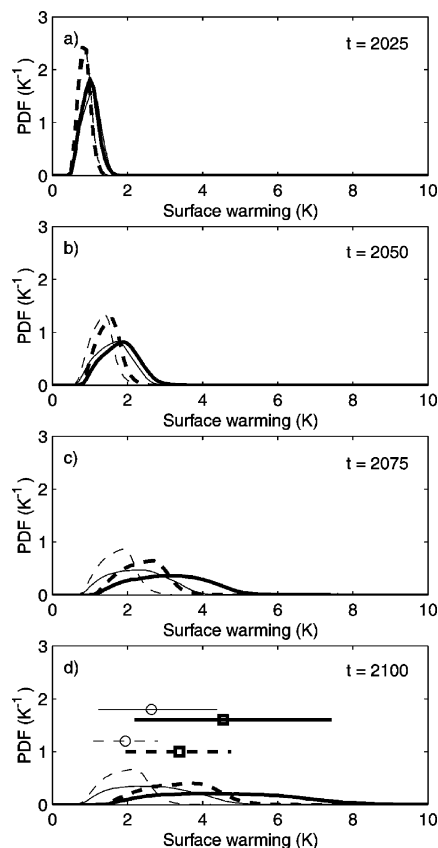 a)
t = 2025
PDF (K⁻¹)
3
2
1
0
0 2 4 6 8 10
Surface warming (K)
b)
t = 2050
PDF (K⁻¹)
3
2
1
0
0 2 4 6 8 10
Surface warming (K)
c)
t = 2075
PDF (K⁻¹)
3
2
1
0
0 2 4 6 8 10
Surface warming (K)
d)
t = 2100
PDF (K⁻¹)
3
2
1
0
0 2 4 6 8 10
Surface warming (K)